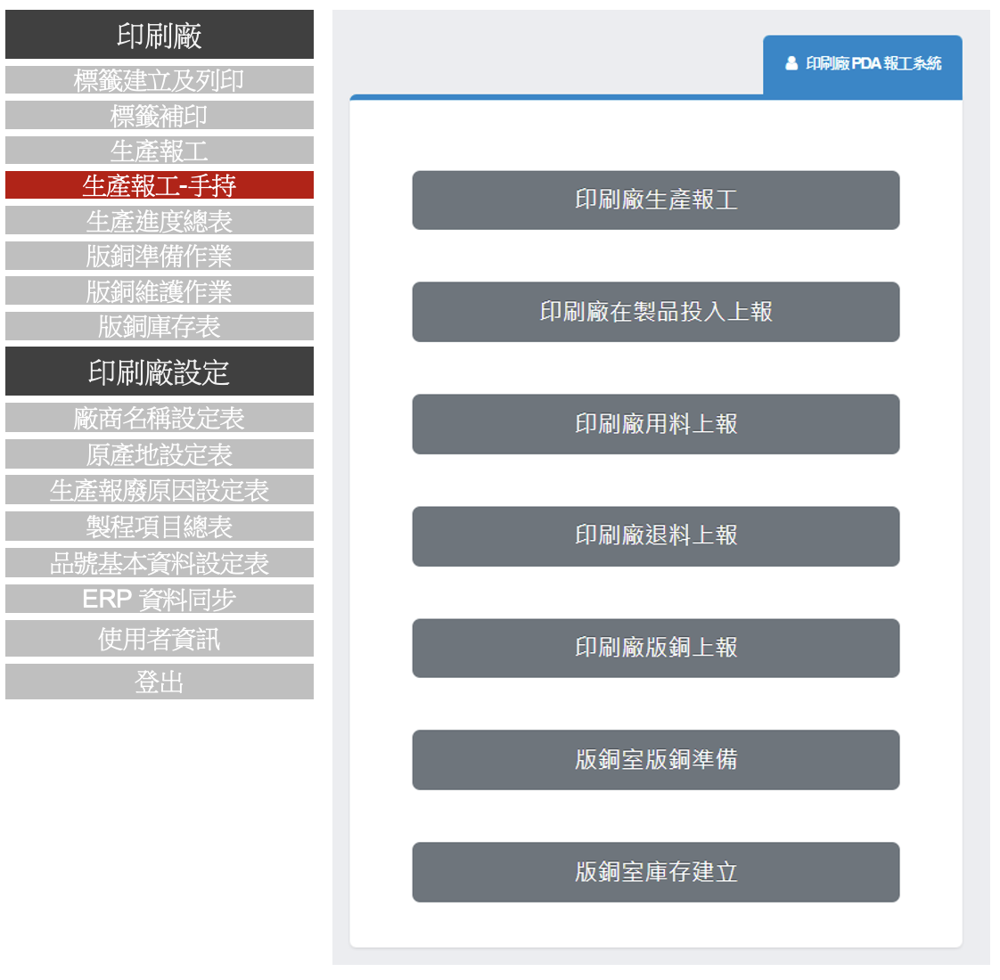 印刷廠
標籤建立及列印
標籤補印
生產報工
生產報工-手持
生產進度總表
版銅準備作業
版銅維護作業
版銅庫存表
印刷廠設定
廠商名稱設定表
原產地設定表
生產報廢原因設定表
製程項目總表
品號基本資料設定表
ERP 資料同步
使用者資訊
登出
印刷廠 PDA 報工系統
印刷廠生產報工
印刷廠在製品投入上報
印刷廠用料上報
印刷廠退料上報
印刷廠版銅上報
版銅室版銅準備
版銅室庫存建立